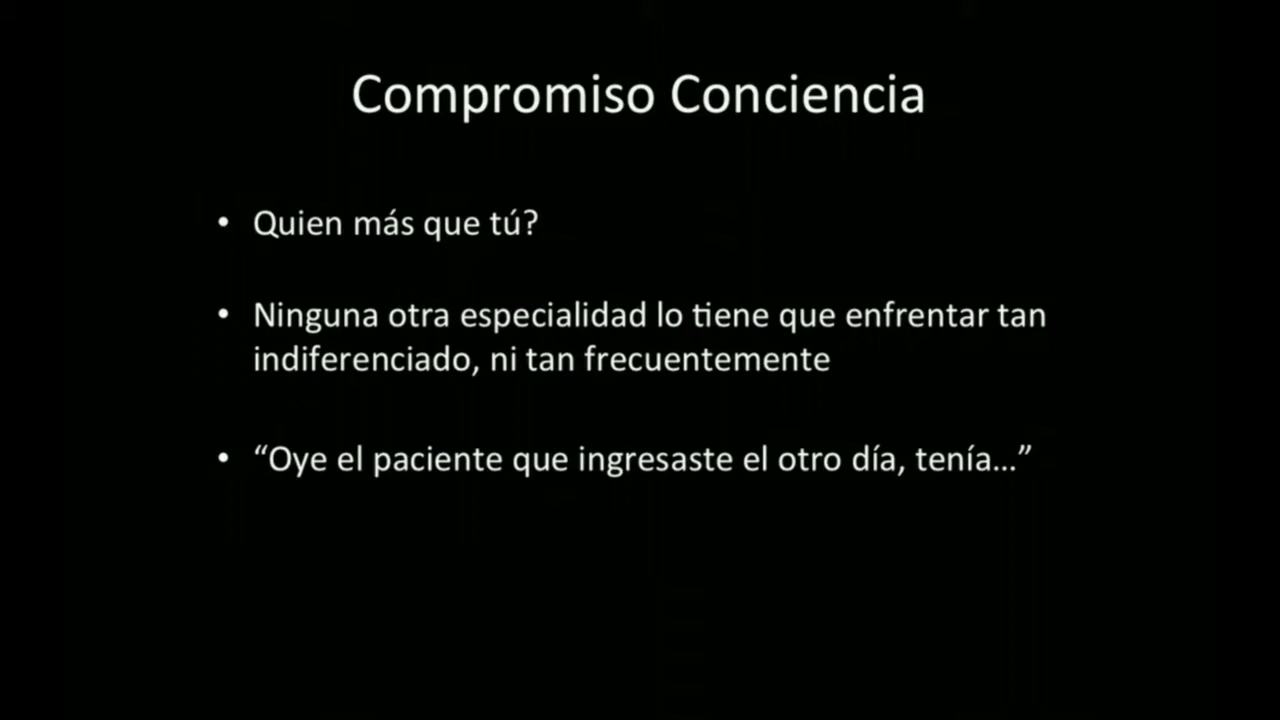 Compromiso Conciencia
• Quien más que tú?
• Ninguna otra especialidad lo tiene que enfrentar tan
indiferenciado, ni tan frecuentemente
• “Oye el paciente que ingresaste el otro día, tenía...”